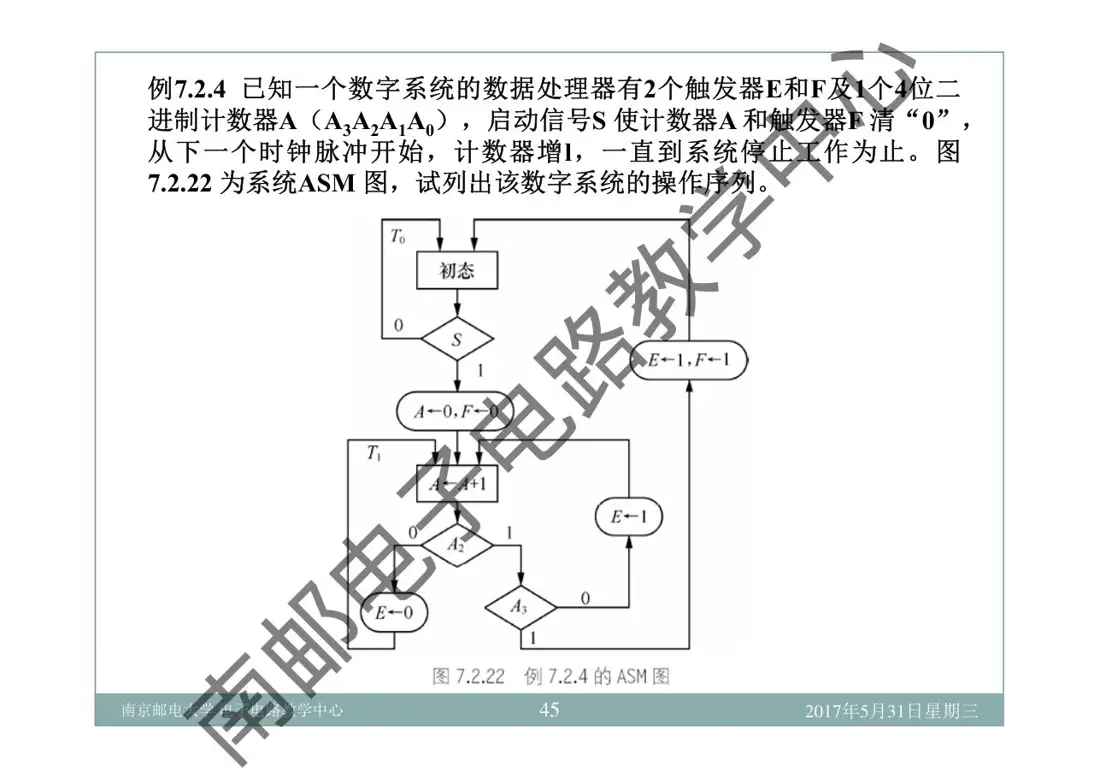 例7.2.4 已知一个数字系统的数据处理器有2个触发器E和F及1个4位二
进制计数器A（A₃A₂A₁A₀），启动信号S 使计数器A 和触发器F 清“0”，
从下一个时钟脉冲开始，计数器增l，一直到系统停止工作为止。图
7.2.22 为系统ASM 图，试列出该数字系统的操作序列。
T₀
初态
0
S
1
E←1,F←1
A←0,F←0
T₁
A←A+1
E←1
0
A₂
1
E←0
A₃
0
1
图 7.2.22 例 7.2.4 的 ASM 图
南京邮电大学 电子电路教学中心
45
2017年5月31日星期三
南邮电子电路教学中心